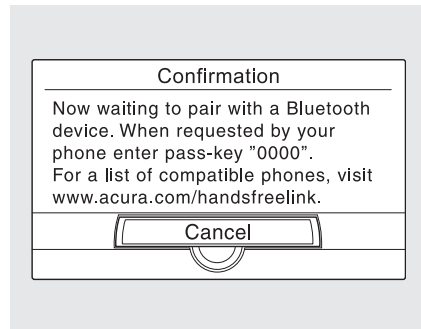 Confirmation
Now waiting to pair with a Bluetooth
device. When requested by your
phone enter pass-key "0000".
For a list of compatible phones, visit
www.acura.com/handsfreelink.
Cancel